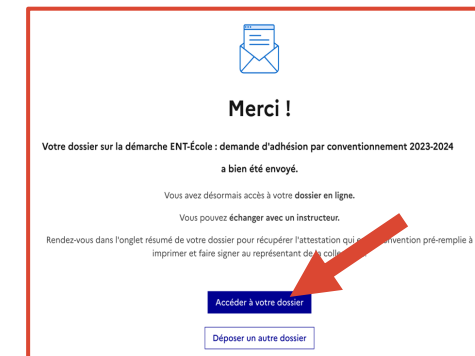 Merci !
Votre dossier sur la démarche ENT-École : demande d'adhésion par conventionnement 2023-2024
a bien été envoyé.
Vous avez désormais accès à votre dossier en ligne.
Vous pouvez échanger avec un instructeur.
Rendez-vous dans l'onglet résumé de votre dossier pour récupérer l'attestation qui pré-remplie à
imprimer et faire signer au représentant de
Accéder à votre dossier
Déposer un autre dossier